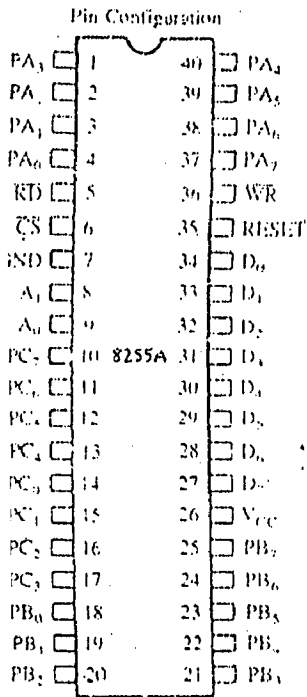 Pin Configuration
PA3 1 40 PA4
2 39 PA5
PA1 3 38 PA6
PA0 4 37 PA7
RD 5 36 WR
CS 6 35 RESET
GND 7 34 D0
A1 8 33 D1
A0 9 32 D2
PC7 10 8255A 31 D3
PC6 11 30 D4
12 29 D5
PC4 13 28 D6
PC0 14 27
PC1 15 26 VCC
PC2 16 25 PB7
PC3 17 24 PB6
PB0 18 23 PB5
PB1 19 22
PB2 20 21 PB3